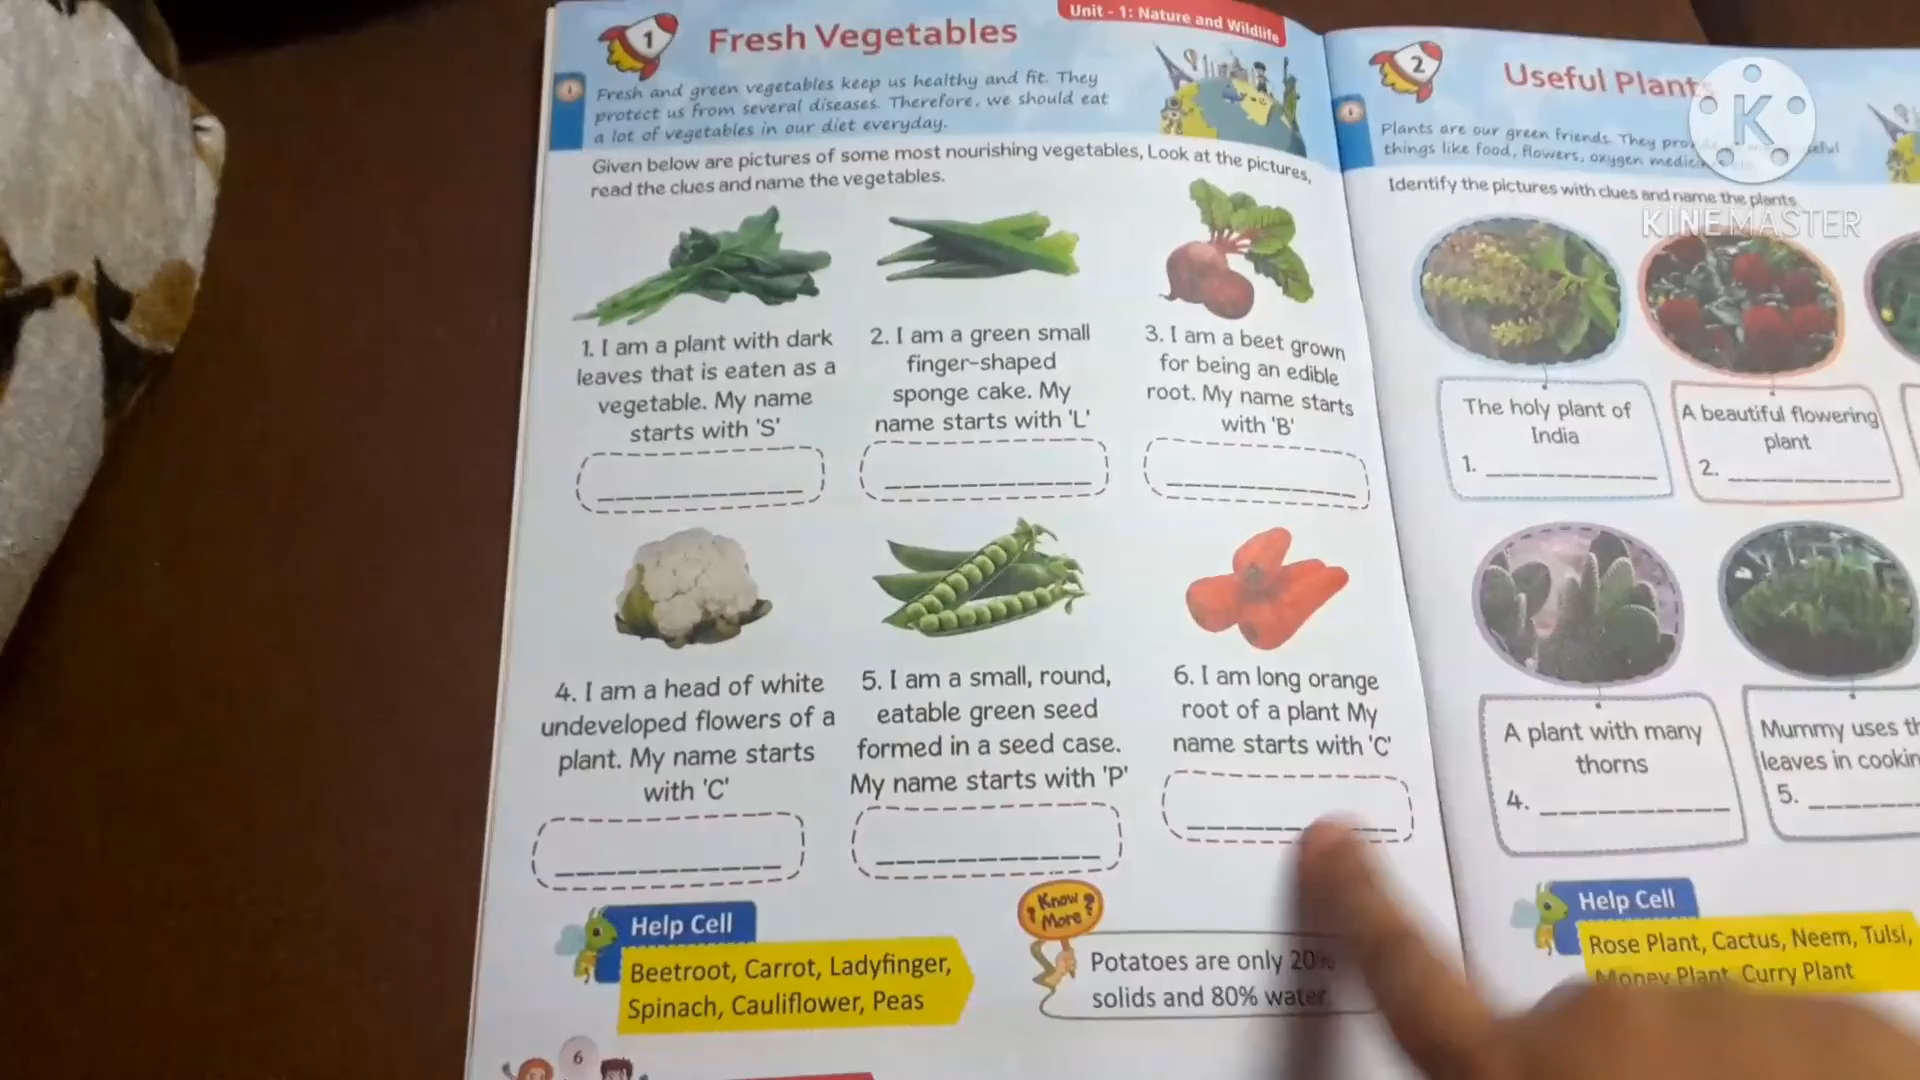 1
Fresh Vegetables
Unit - 1: Nature and Wildlife
Fresh and green vegetables keep us healthy and fit. They
protect us from several diseases. Therefore, we should eat
a lot of vegetables in our diet everyday.
Given below are pictures of some most nourishing vegetables, Look at the pictures,
read the clues and name the vegetables.
1. I am a plant with dark
leaves that is eaten as a
vegetable. My name
starts with 'S'
2. I am a green small
finger-shaped
sponge cake. My
name starts with 'L'
3. I am a beet grown
for being an edible
root. My name starts
with 'B'
4. I am a head of white
undeveloped flowers of a
plant. My name starts
with 'C'
5. I am a small, round,
eatable green seed
formed in a seed case.
My name starts with 'P'
6. I am long orange
root of a plant My
name starts with 'C'
Help Cell
Beetroot, Carrot, Ladyfinger,
Spinach, Cauliflower, Peas
Know
More
Potatoes are only 20%
solids and 80% water.
6
2
Useful Plants
Plants are our green friends. They
things like food, flowers, oxygen
Identify the pictures with clues and name the plants
The holy plant of
India
1.
A beautiful flowering
plant
2.
A plant with many
thorns
4.
Mummy uses
leaves in
5.
Help Cell
Rose Plant, Cactus, Neem, Tulsi,
Money Plant, Curry Plant
K
KINEMASTER